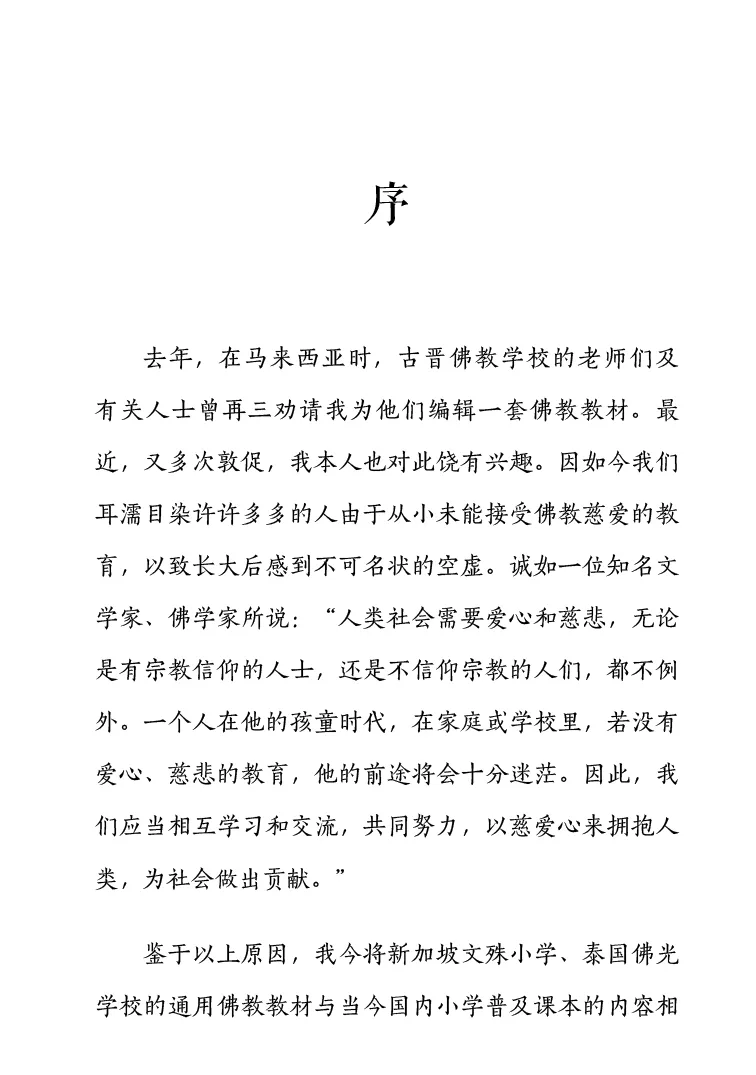 序
去年，在马来西亚时，古晋佛教学校的老师们及
有关人士曾再三劝请我为他们编辑一套佛教教材。最
近，又多次敦促，我本人也对此饶有兴趣。因如今我们
耳濡目染许许多多的人由于从小未能接受佛教慈爱的教
育，以致长大后感到不可名状的空虚。诚如一位知名文
学家、佛学家所说：“人类社会需要爱心和慈悲，无论
是有宗教信仰的人士，还是不信仰宗教的人们，都不例
外。一个人在他的孩童时代，在家庭或学校里，若没有
爱心、慈悲的教育，他的前途将会十分迷茫。因此，我
们应当相互学习和交流，共同努力，以慈爱心来拥抱人
类，为社会做出贡献。”
鉴于以上原因，我今将新加坡文殊小学、泰国佛光
学校的通用佛教教材与当今国内小学普及课本的内容相